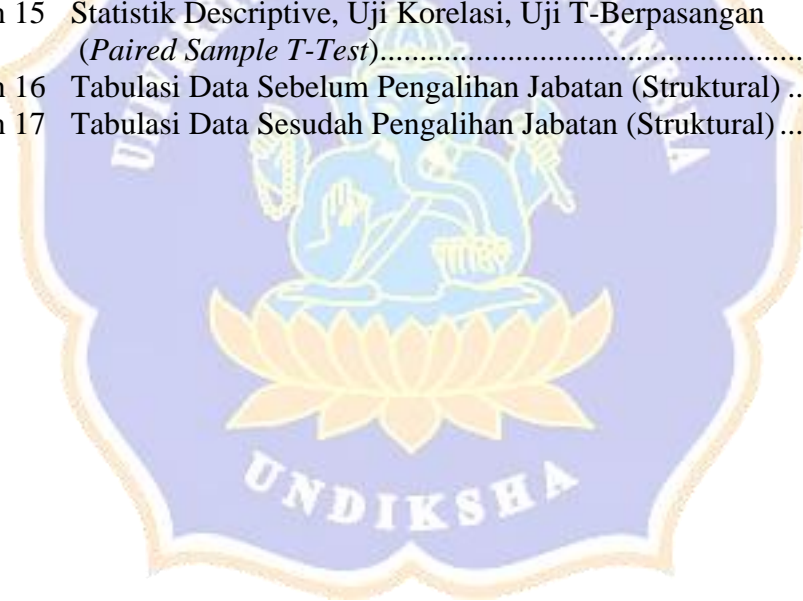 n 15 Statistik Descriptive, Uji Korelasi, Uji T-Berpasangan
(Paired Sample T-Test)......................................................................
n 16 Tabulasi Data Sebelum Pengalihan Jabatan (Struktural) ..
n 17 Tabulasi Data Sesudah Pengalihan Jabatan (Struktural) ...
UNDIKSHA